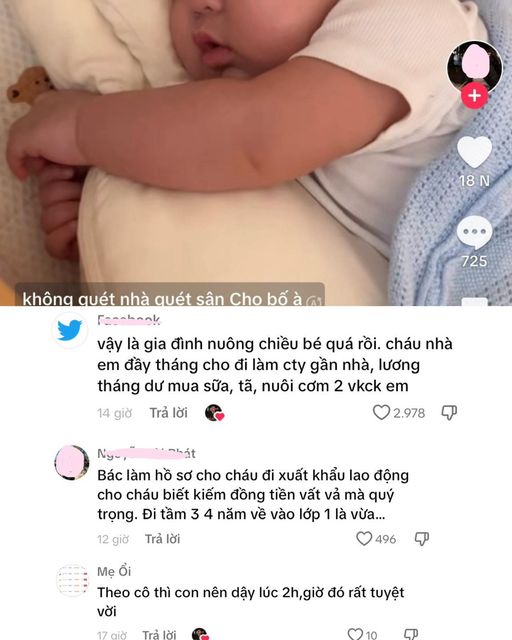 18 N
725
không quét nhà quét sân Cho bố à
Facebook
vậy là gia đình nuông chiều bé quá rồi. cháu nhà
em đầy tháng cho đi làm cty gần nhà, lương
tháng dư mua sữa, tã, nuôi cơm 2 vkck em
14 giờ Trả lời 2.978
Phát
Bác làm hồ sơ cho cháu đi xuất khẩu lao động
cho cháu biết kiếm đồng tiền vất vả mà quý
trọng. Đi tầm 3 4 năm về vào lớp 1 là vừa...
12 giờ Trả lời 496
Mẹ Ổi
Theo cô thì con nên dậy lúc 2h,giờ đó rất tuyệt
vời
17 giờ Trả lời 10